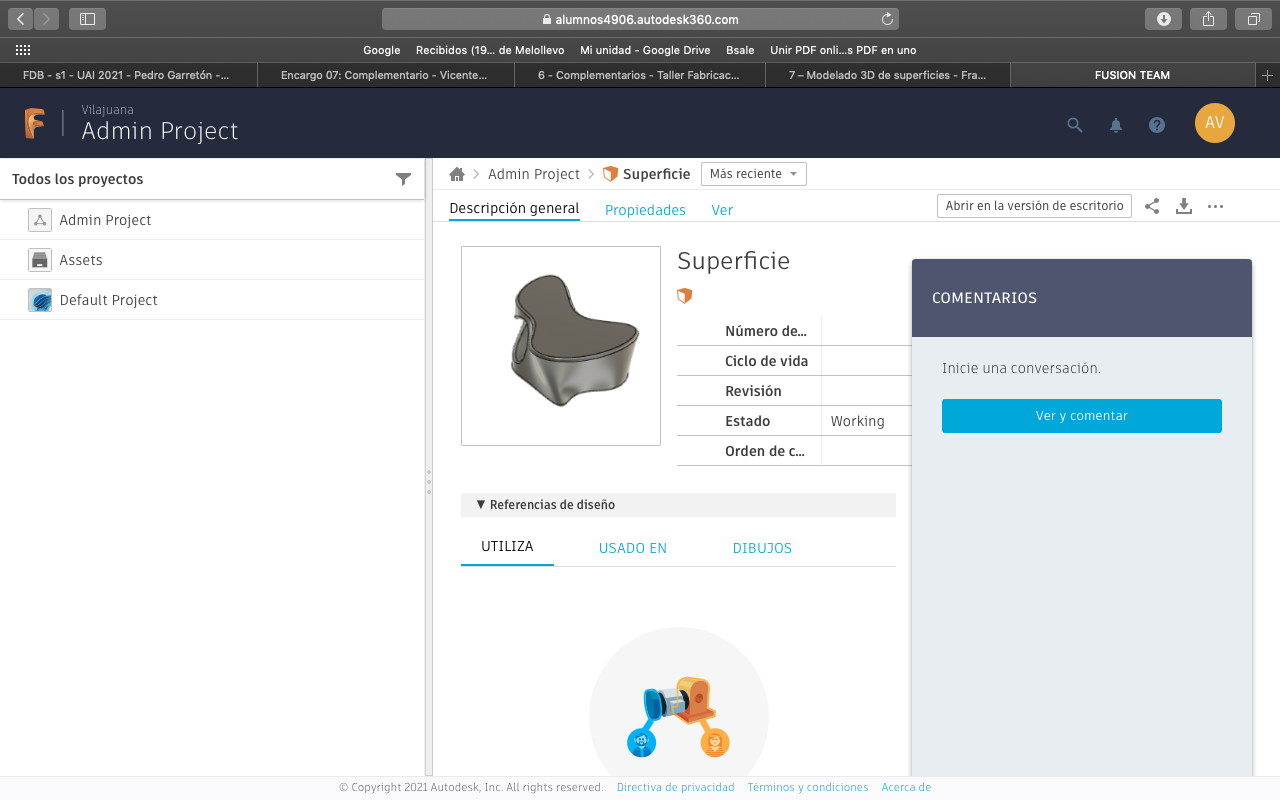 alumnos4906.autodesk360.com
Google Recibidos (19... de Melollevo Mi unidad - Google Drive Bsale Unir PDF onli...s PDF en uno
FDB - s1 - UAI 2021 - Pedro Garretón -... Encargo 07: Complementario - Vicente... 6 - Complementarios - Taller Fabricac... 7 – Modelado 3D de superficies - Fra... FUSION TEAM
Vilajuana
Admin Project
AV
Todos los proyectos
Admin Project
Assets
Default Project
Admin Project Superficie Más reciente
Descripción general Propiedades Ver
Abrir en la versión de escritorio
Superficie
Número de...
Ciclo de vida
Revisión
Estado Working
Orden de c...
COMENTARIOS
Inicie una conversación.
Ver y comentar
▼ Referencias de diseño
UTILIZA USADO EN DIBUJOS
© Copyright 2021 Autodesk, Inc. All rights reserved. Directiva de privacidad Términos y condiciones Acerca de